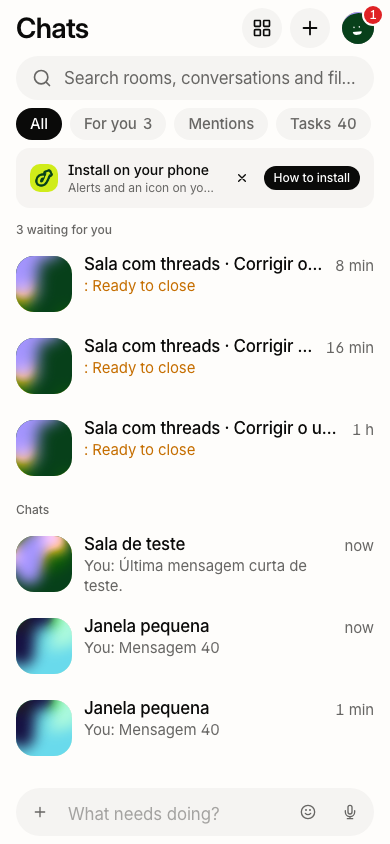 Chats
1
Search rooms, conversations and fil...
All
For you 3
Mentions
Tasks 40
Install on your phone
Alerts and an icon on yo...
How to install
3 waiting for you
Sala com threads · Corrigir o... 8 min
: Ready to close
Sala com threads · Corrigir ... 16 min
: Ready to close
Sala com threads · Corrigir o u... 1 h
: Ready to close
Chats
Sala de teste now
You: Última mensagem curta de
teste.
Janela pequena now
You: Mensagem 40
Janela pequena 1 min
You: Mensagem 40
What needs doing?